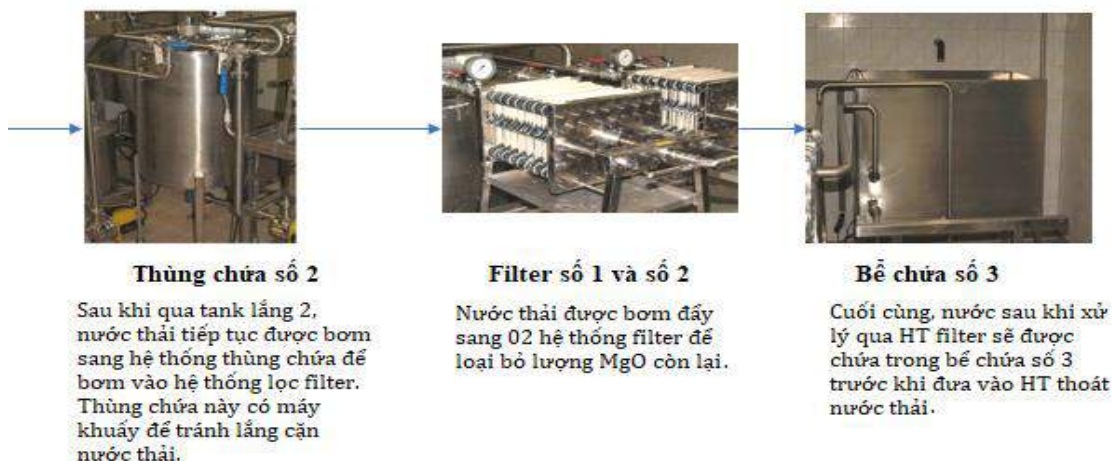 Thùng chứa số 2
Sau khi qua tank lắng 2,
nước thải tiếp tục được bơm
sang hệ thống thùng chứa để
bơm vào hệ thống lọc filter.
Thùng chứa này có máy
khuấy để tránh lắng cặn
nước thải.
Filter số 1 và số 2
Nước thải được bơm đẩy
sang 02 hệ thống filter để
loại bỏ lượng MgO còn lại.
Bể chứa số 3
Cuối cùng, nước sau khi xử
lý qua HT filter sẽ được
chứa trong bể chứa số 3
trước khi đưa vào HT thoát
nước thải.